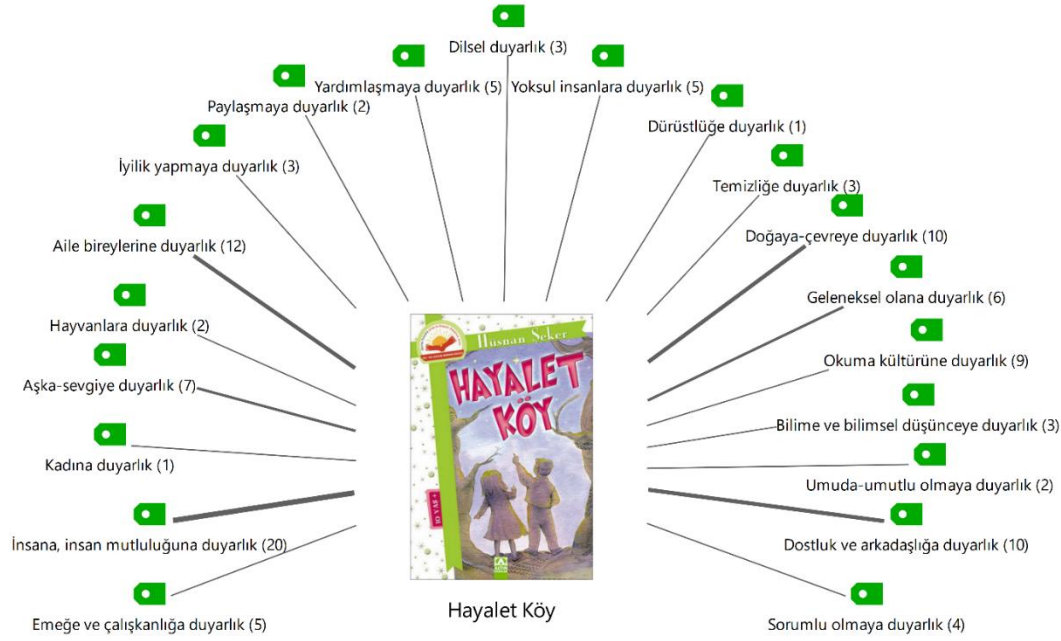 Dilsel duyarlık (3)
Yardımlaşmaya duyarlık (5)
Yoksul insanlara duyarlık (5)
Paylaşmaya duyarlık (2)
Dürüstlüğe duyarlık (1)
İyilik yapmaya duyarlık (3)
Temizliğe duyarlık (3)
Aile bireylerine duyarlık (12)
Doğaya-çevreye duyarlık (10)
Geleneksel olana duyarlık (6)
Hayvanlara duyarlık (2)
Okuma kültürüne duyarlık (9)
Aşka-sevgiye duyarlık (7)
Bilime ve bilimsel düşünceye duyarlık (3)
Kadına duyarlık (1)
Umuda-umutlu olmaya duyarlık (2)
İnsana, insan mutluluğuna duyarlık (20)
Dostluk ve arkadaşlığa duyarlık (10)
Emeğe ve çalışkanlığa duyarlık (5)
Sorumlu olmaya duyarlık (4)
Hüsnan Şeker
HAYALET
KÖY
10 YAŞ +
Hayalet Köy